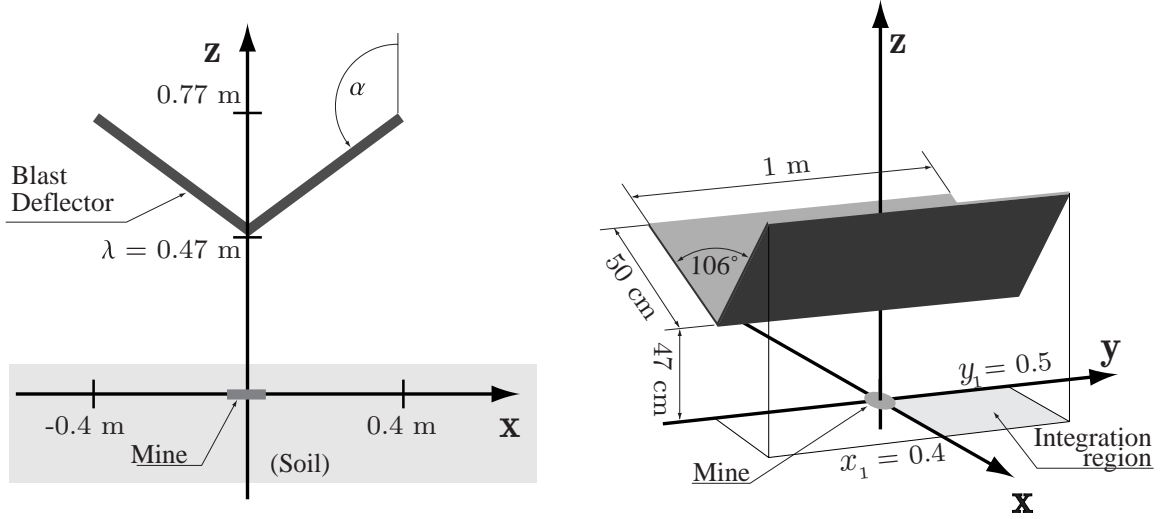 z
0.77 m
α
Blast
Deflector
λ = 0.47 m
-0.4 m
0.4 m
x
Mine
(Soil)
z
1 m
106°
50 cm
47 cm
y
y₁ = 0.5
Integration
region
x₁ = 0.4
Mine
x